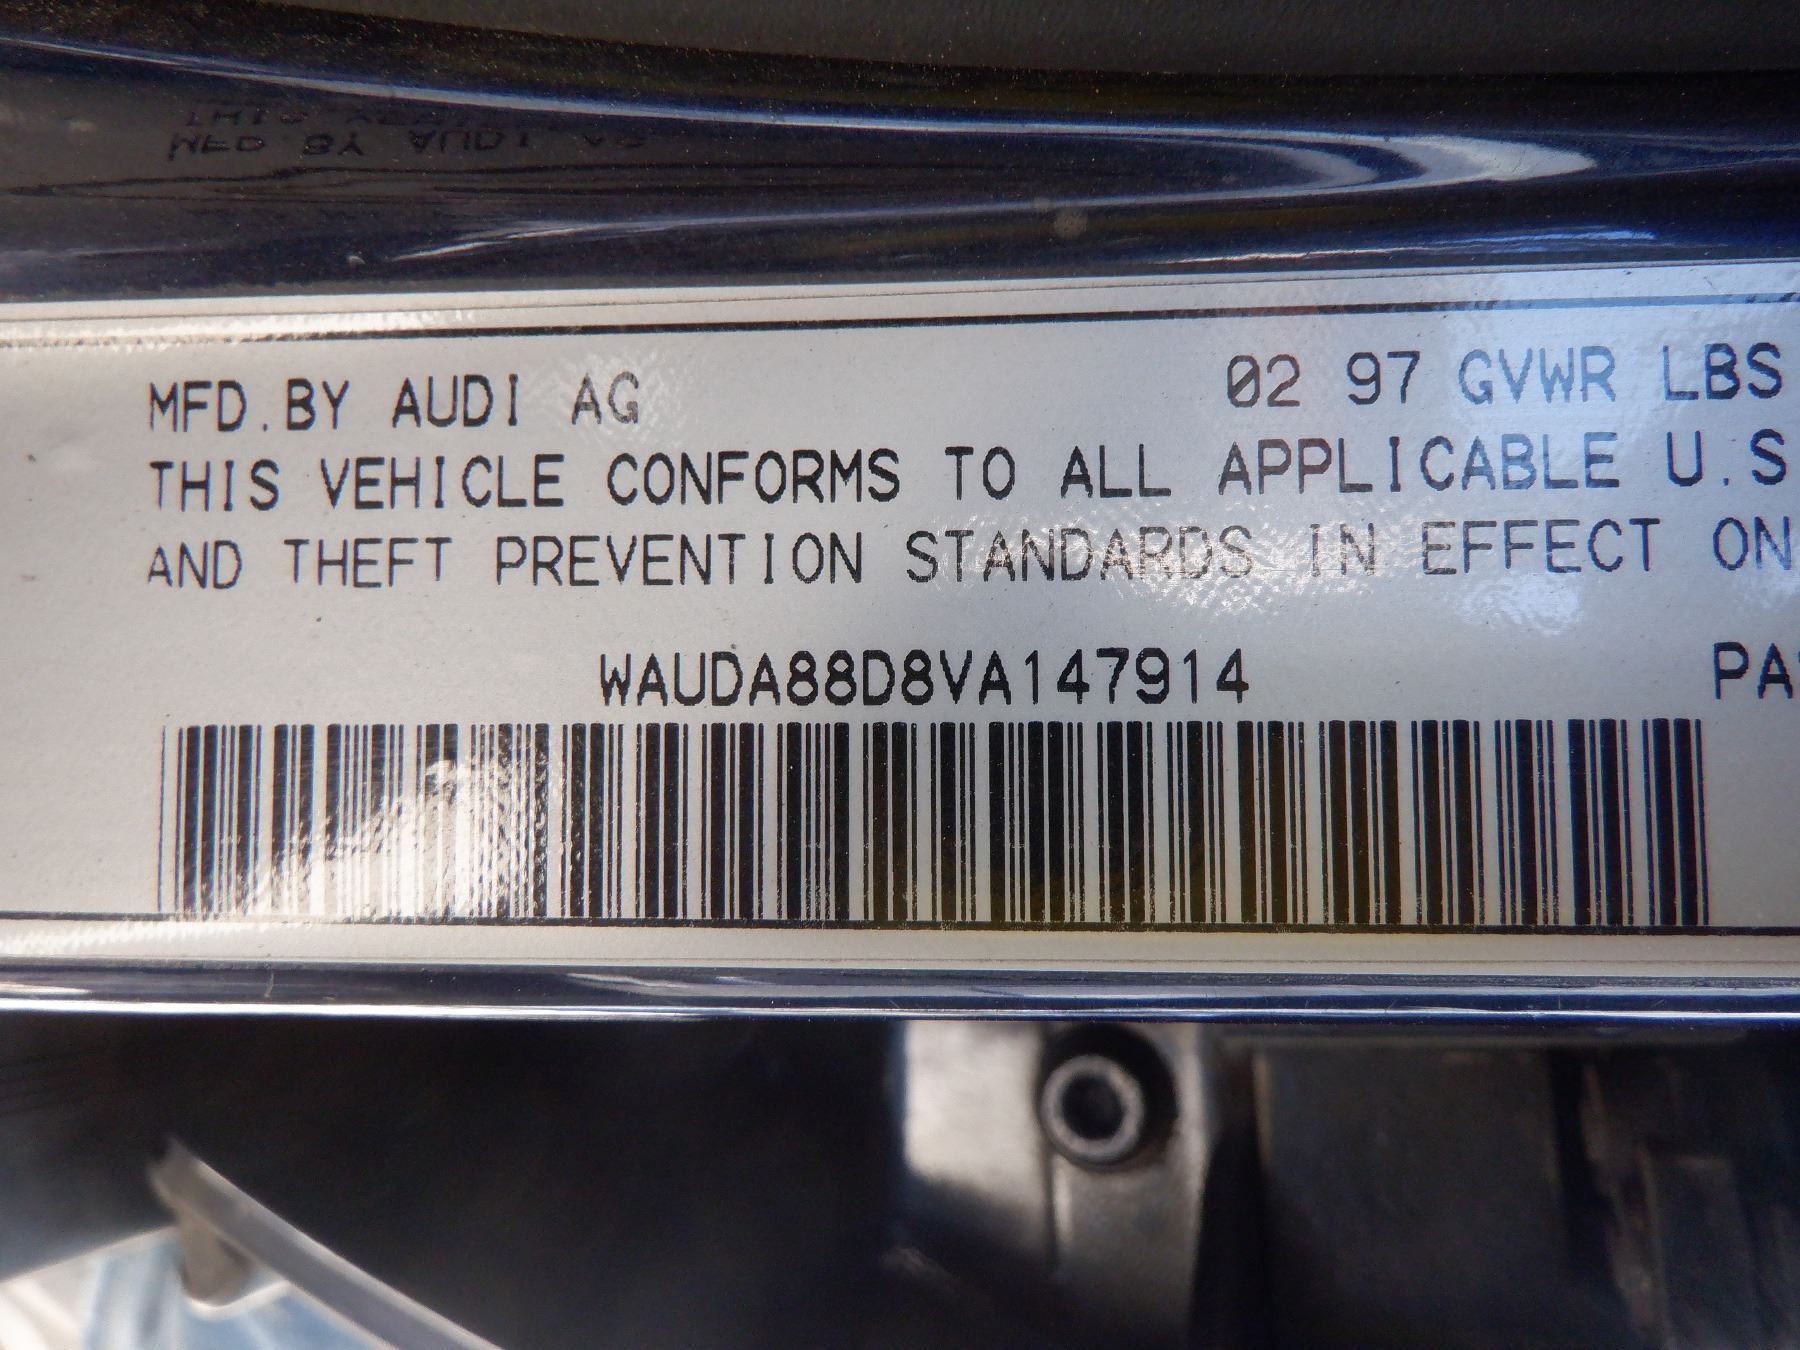 MFD.BY AUDI AG 02 97 GVWR LBS
THIS VEHICLE CONFORMS TO ALL APPLICABLE U.S
AND THEFT PREVENTION STANDARDS IN EFFECT ON
WAUDA88D8VA147914